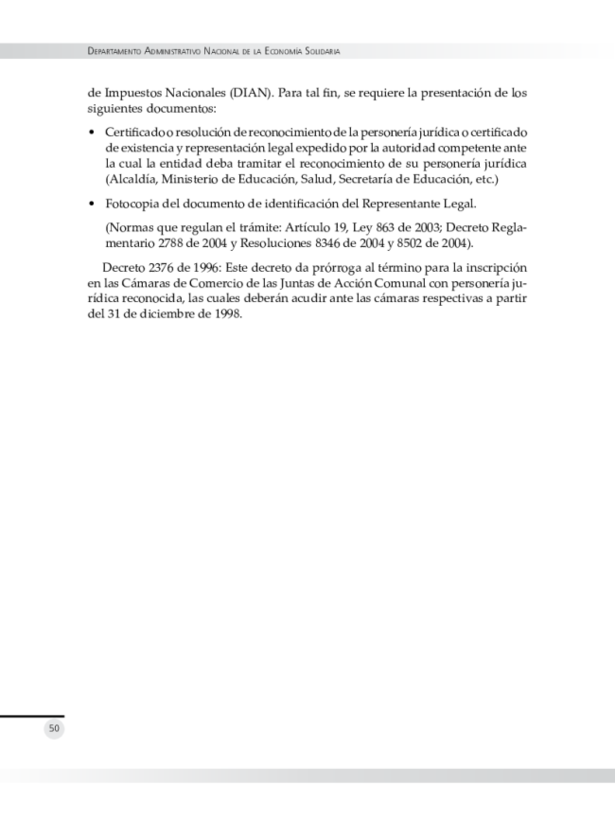 Departamento Administrativo Nacional de la Economía Solidaria
de Impuestos Nacionales (DIAN). Para tal fin, se requiere la presentación de los
siguientes documentos:
• Certificado o resolución de reconocimiento de la personería jurídica o certificado
de existencia y representación legal expedido por la autoridad competente ante
la cual la entidad deba tramitar el reconocimiento de su personería jurídica
(Alcaldía, Ministerio de Educación, Salud, Secretaría de Educación, etc.)
• Fotocopia del documento de identificación del Representante Legal.
(Normas que regulan el trámite: Artículo 19, Ley 863 de 2003; Decreto Regla-
mentario 2788 de 2004 y Resoluciones 8346 de 2004 y 8502 de 2004).
Decreto 2376 de 1996: Este decreto da prórroga al término para la inscripción
en las Cámaras de Comercio de las Juntas de Acción Comunal con personería ju-
rídica reconocida, las cuales deberán acudir ante las cámaras respectivas a partir
del 31 de diciembre de 1998.
50